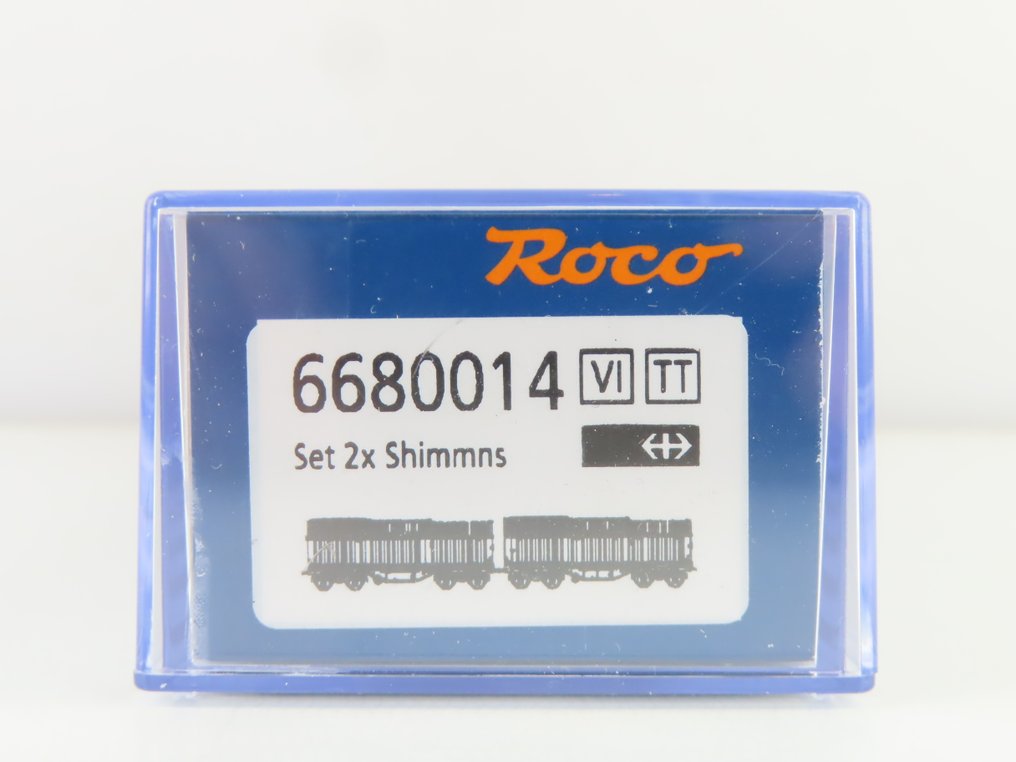 Roco
6680014 VI TT
Set 2x Shimmns